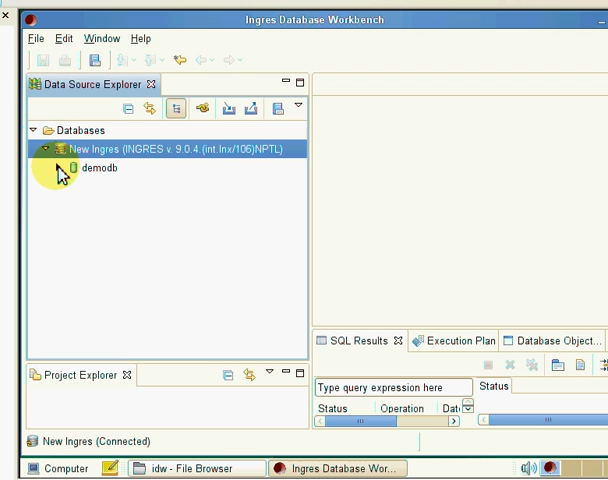 Ingres Database Workbench
File Edit Window Help
Data Source Explorer
Databases
New Ingres (INGRES v. 9.0.4.(int.lnx/106)NPTL)
demodb
SQL Results Execution Plan Database Object...
Project Explorer
Type query expression here Status
Status Operation Dat
New Ingres (Connected)
Computer idw - File Browser Ingres Database Wor...